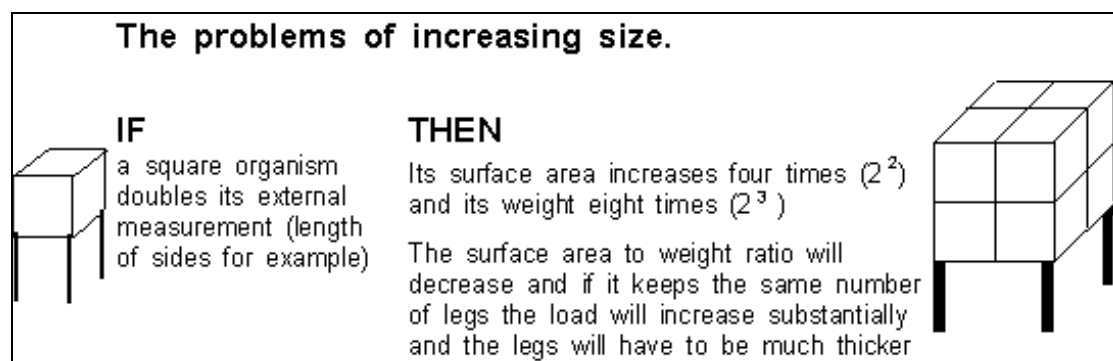 The problems of increasing size.
IF
a square organism
doubles its external
measurement (length
of sides for example)
THEN
Its surface area increases four times (2²)
and its weight eight times (2³)
The surface area to weight ratio will
decrease and if it keeps the same number
of legs the load will increase substantially
and the legs will have to be much thicker